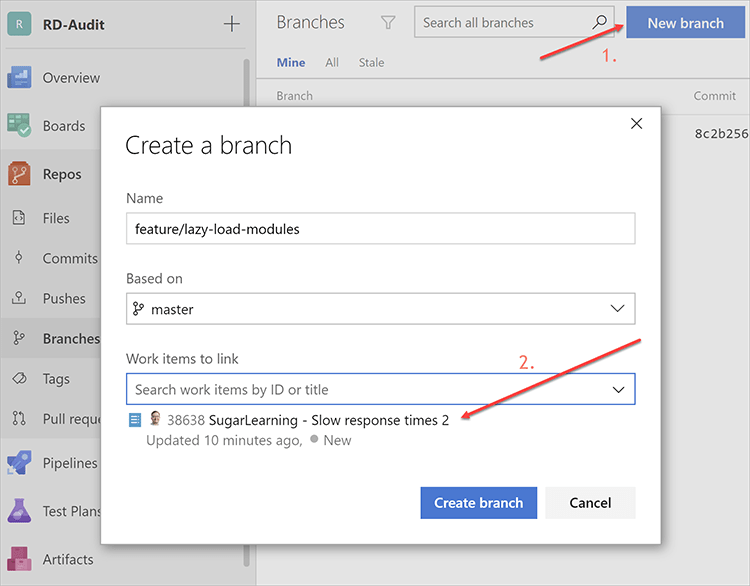 R RD-Audit
Overview
Boards
Repos
Files
Commits
Pushes
Branches
Tags
Pull reque
Pipelines
Test Plans
Artifacts
Branches
Search all branches
New branch
1.
Mine All Stale
Branch Commit
8c2b256
Create a branch
Name
feature/lazy-load-modules
Based on
master
Work items to link
2.
Search work items by ID or title
38638 SugarLearning - Slow response times 2
Updated 10 minutes ago, New
Create branch Cancel